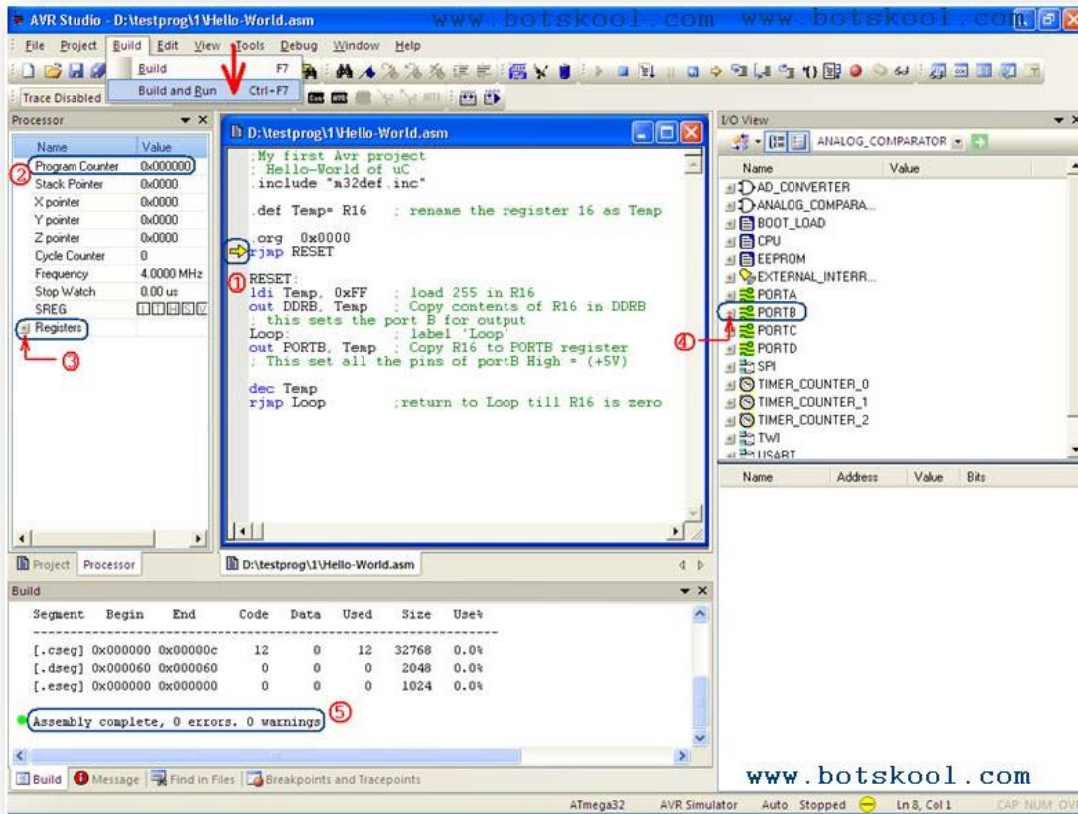 AVR Studio - D:\testprog\1\Hello-World.asm
www.botskool.com www.botskool.com
File Project Build Edit View Tools Debug Window Help
Build F7
Build and Run Ctrl-F7
Trace Disabled
Processor
Name Value
② Program Counter 0x000000
Stack Pointer 0x0000
X pointer 0x0000
Y pointer 0x0000
Z pointer 0x0000
Cycle Counter 0
Frequency 4.0000 MHz
Stop Watch 0.00 us
SREG I T H S V
Registers
③
Project Processor
D:\testprog\1\Hello-World.asm
;My first Avr project
; Hello-World of uC
.include "m32def.inc"
.def Temp= R16 ; rename the register 16 as Temp
.org 0x0000
rjmp RESET
①
RESET:
ldi Temp, 0xFF ; load 255 in R16
out DDRB, Temp ; Copy contents of R16 in DDRB
; this sets the port B for output
Loop: ; label 'Loop
out PORTB, Temp ; Copy R16 to PORTB register
; This set all the pins of portB High = (+5V)
dec Temp
rjmp Loop ;return to Loop till R16 is zero
D:\testprog\1\Hello-World.asm
I/O View
ANALOG_COMPARATOR
Name Value
AD_CONVERTER
ANALOG_COMPARA...
BOOT_LOAD
CPU
EEPROM
EXTERNAL_INTERR...
PORTA
PORTB
④
PORTC
PORTD
SPI
TIMER_COUNTER_0
TIMER_COUNTER_1
TIMER_COUNTER_2
TWI
USART
Name Address Value Bits
Build
Segment Begin End Code Data Used Size Use%
[.cseg] 0x000000 0x00000c 12 0 12 32768 0.0%
[.dseg] 0x000060 0x000060 0 0 0 2048 0.0%
[.eseg] 0x000000 0x000000 0 0 0 1024 0.0%
Assembly complete, 0 errors. 0 warnings ⑤
Build Message Find in Files Breakpoints and Tracepoints
www.botskool.com
ATmega32 AVR Simulator Auto Stopped Ln 8, Col 1 CAP NUM OVR